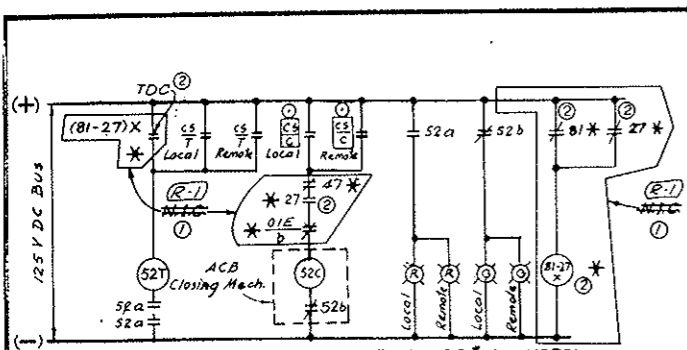 TDC ②
(+)
(81-27)X
*
CS
T
Local
CS
T
Remote
CS
C
Local
CS
C
Remote
52a
52b
② 81 *
② 27 *
47 *
* 27 ②
* 01E
b
R-1
N.I.C
①
R-1
N.I.C
①
125 V DC BUS
52T
52a
52a
ACB
Closing Mech.
52C
52b
R
R
G
G
Local
Remote
Local
Remote
81-27
X
② *
(-)